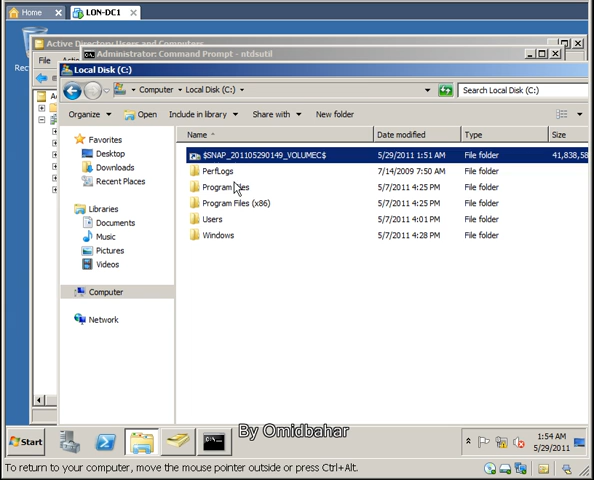 Home
LON-DC1
Active Directory Users and Computers
Administrator: Command Prompt - ntdsutil
File
Local Disk (C:)
Computer
Local Disk (C:)
Search Local Disk (C:)
Organize
Open
Include in library
Share with
New folder
Name
Date modified
Type
Size
Favorites
$SNAP_201105290149_VOLUMEC$
5/29/2011 1:51 AM
File folder
41,838,58
Desktop
PerfLogs
7/14/2009 7:50 AM
File folder
Downloads
Program Files
5/7/2011 4:25 PM
File folder
Recent Places
Program Files (x86)
5/7/2011 4:25 PM
File folder
Libraries
Users
5/7/2011 4:01 PM
File folder
Documents
Music
Windows
5/7/2011 4:28 PM
File folder
Pictures
Videos
Computer
Network
By Omidbahar
Start
1:54 AM
5/29/2011
To return to your computer, move the mouse pointer outside or press Ctrl+Alt.